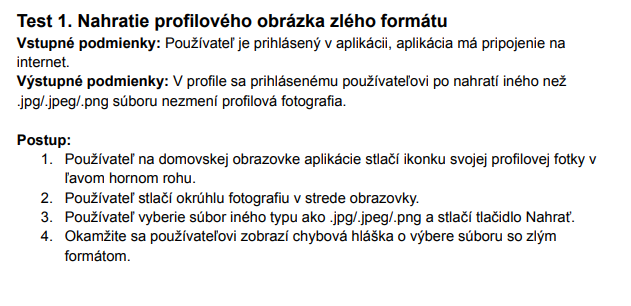 Test 1. Nahratie profilového obrázka zlého formátu
Vstupné podmienky: Používateľ je prihlásený v aplikácii, aplikácia má pripojenie na
internet.
Výstupné podmienky: V profile sa prihlásenému používateľovi po nahratí iného než
.jpg/.jpeg/.png súboru nezmení profilová fotografia.
Postup:
1. Používateľ na domovskej obrazovke aplikácie stlačí ikonku svojej profilovej fotky v
ľavom hornom rohu.
2. Používateľ stlačí okrúhlu fotografiu v strede obrazovky.
3. Používateľ vyberie súbor iného typu ako .jpg/.jpeg/.png a stlačí tlačidlo Nahrať.
4. Okamžite sa používateľovi zobrazí chybová hláška o výbere súboru so zlým
formátom.